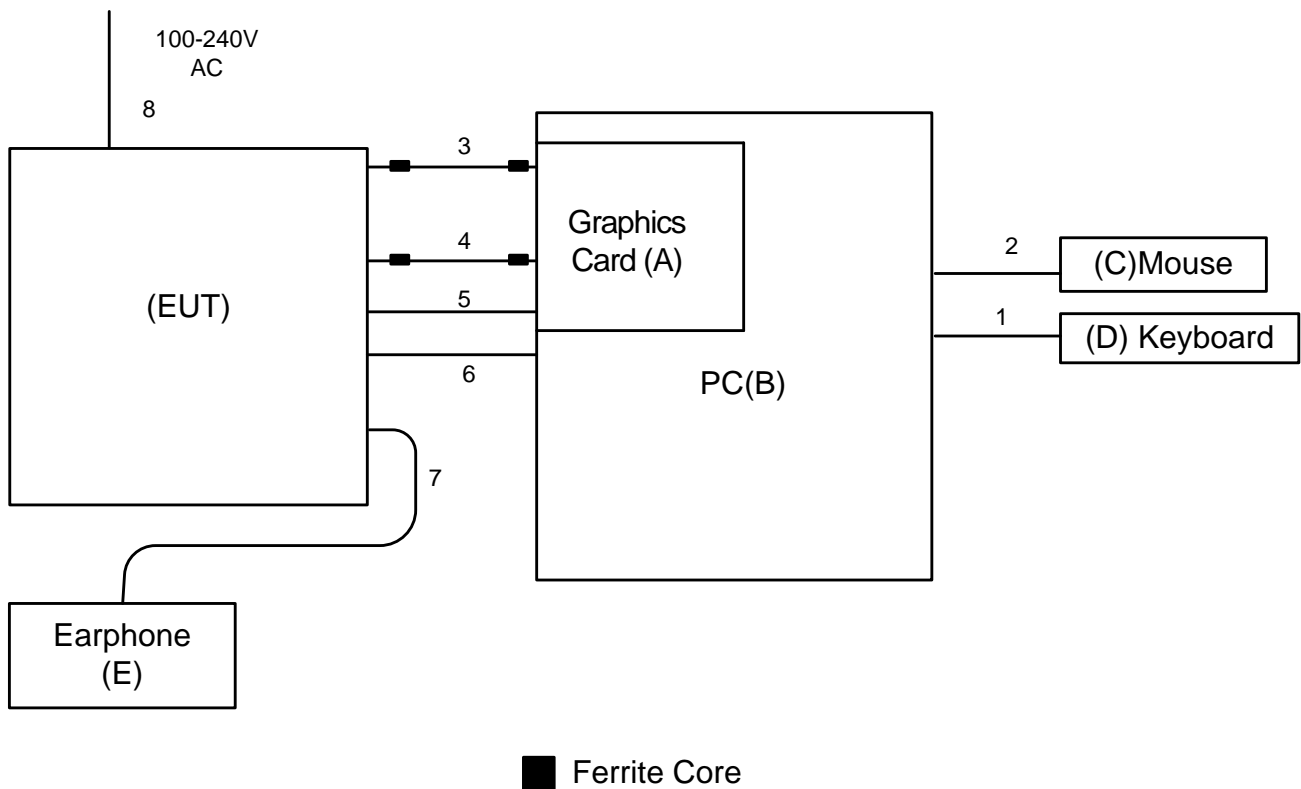 100-240V
AC
8
3
Graphics
Card (A)
4
2
(C)Mouse
(EUT)
5
1
(D) Keyboard
6
PC(B)
7
Earphone
(E)
Ferrite Core